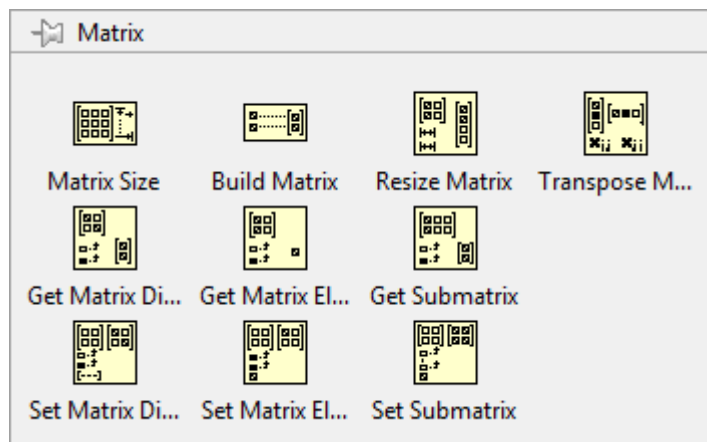 Matrix
Matrix Size Build Matrix Resize Matrix Transpose M...
Get Matrix Di... Get Matrix El... Get Submatrix
Set Matrix Di... Set Matrix El... Set Submatrix